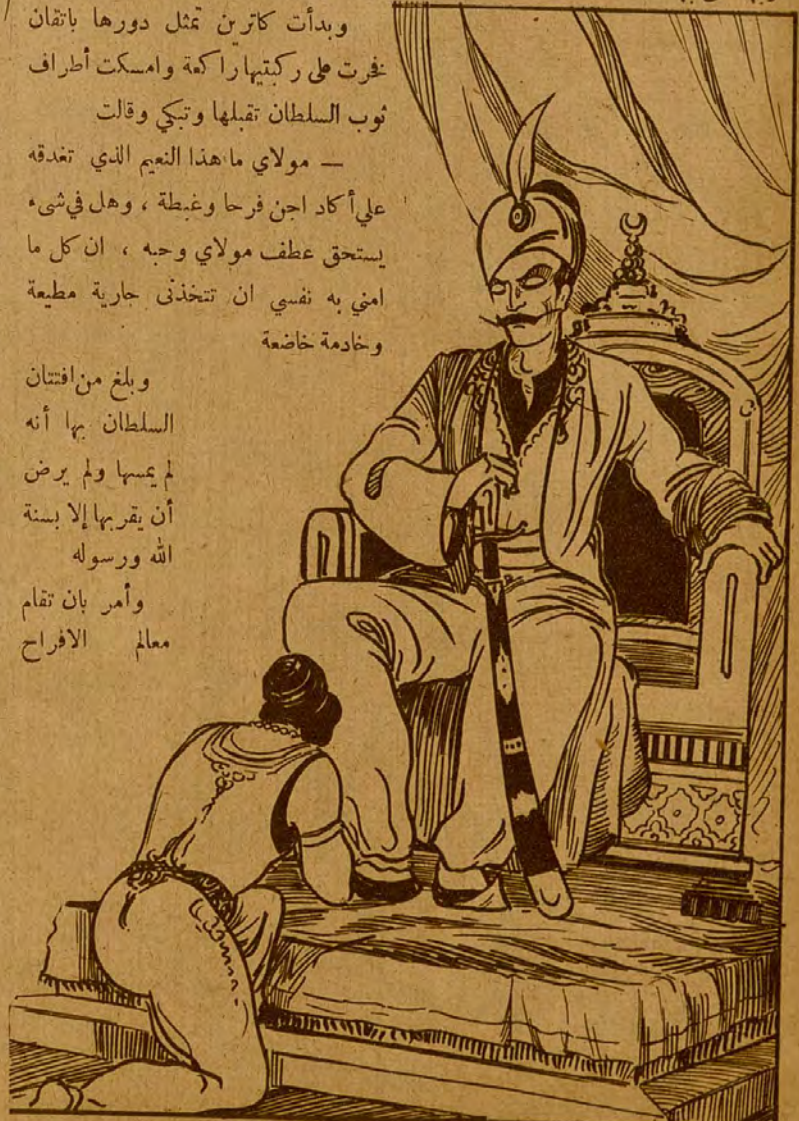 وبدأت كاترين تمثل دورها باتقان
فخرت على ركبتيها راكعة وامسكت أطراف
ثوب السلطان تقبلها وتبكي وقالت
— مولاي ما هذا النعيم الذي تغدقه
علي أكاد اجن فرحا وغبطة ، وهل في شيء
يستحق عطف مولاي وحبه ، ان كل ما
امني به نفسي ان تتخذني جارية مطيعة
وخادمة خاضعة
وبلغ من افتتان
السلطان بها أنه
لم يمسها ولم يرض
أن يقربها إلا بسنة
الله ورسوله
وأمر بان تقام
معالم الافراح